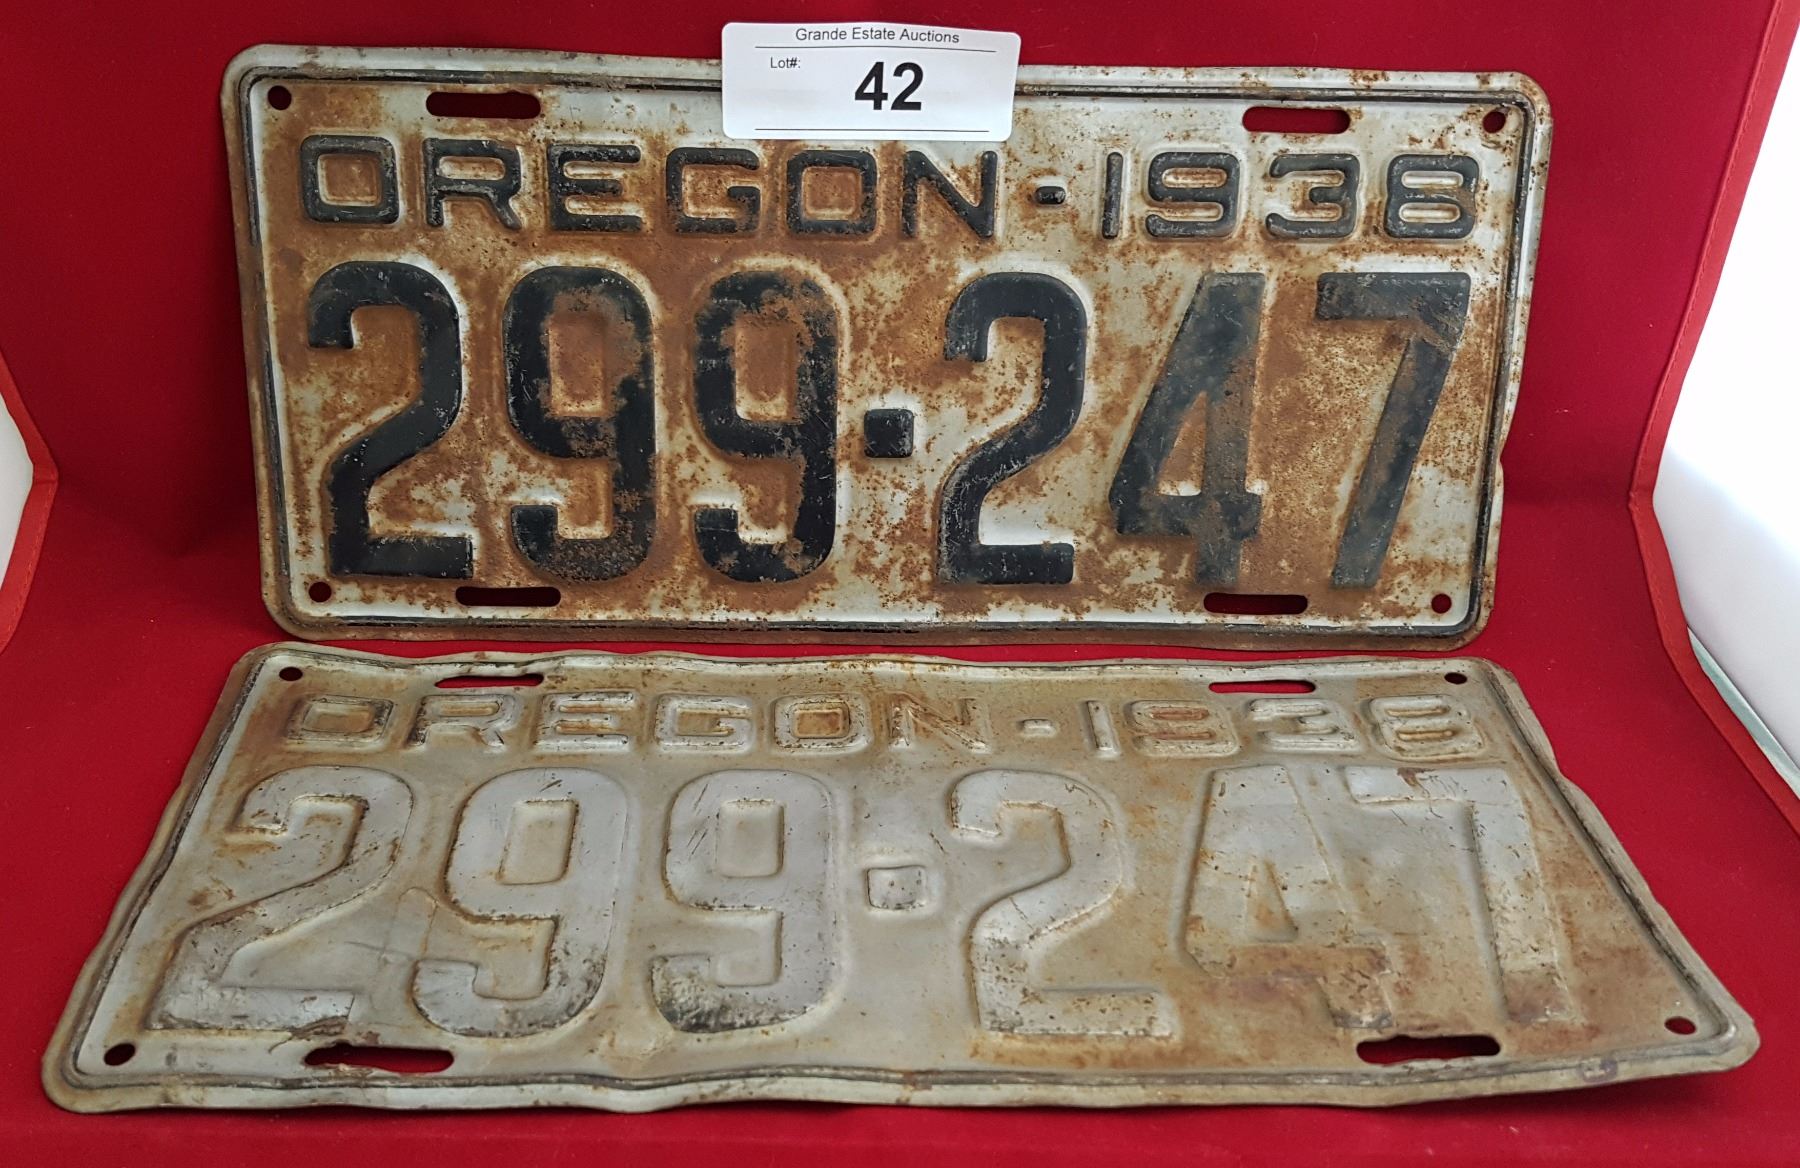 Grande Estate Auctions
Lot#: 42
OREGON-1938
299-247
OREGON-1938
299-247